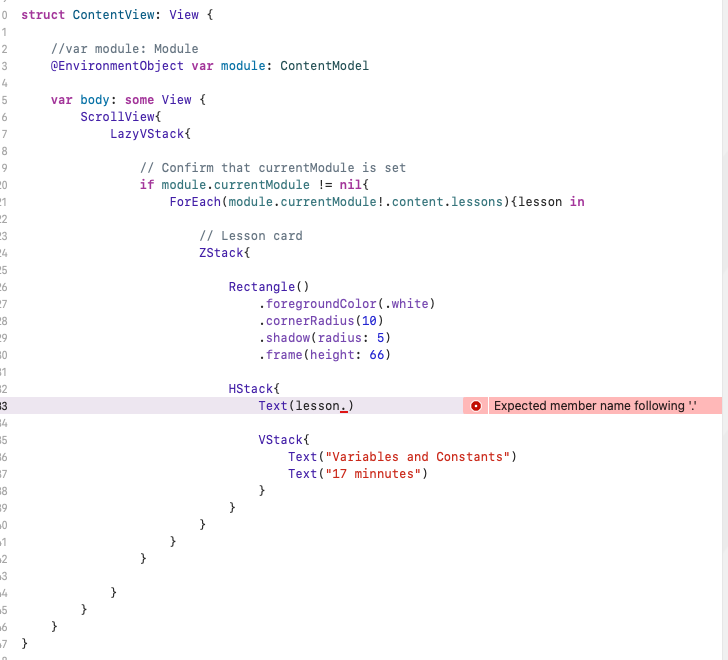 0 struct ContentView: View {
1
2 //var module: Module
3 @EnvironmentObject var module: ContentModel
4
5 var body: some View {
6 ScrollView{
7 LazyVStack{
8
9 // Confirm that currentModule is set
20 if module.currentModule != nil{
21 ForEach(module.currentModule!.content.lessons){lesson in
22
23 // Lesson card
24 ZStack{
25
26 Rectangle()
27 .foregroundColor(.white)
28 .cornerRadius(10)
29 .shadow(radius: 5)
30 .frame(height: 66)
31
32 HStack{
33 Text(lesson.) Expected member name following '.'
34
35 VStack{
36 Text("Variables and Constants")
37 Text("17 minnutes")
38 }
39 }
40 }
41 }
42 }
43
44 }
45 }
46 }
47 }